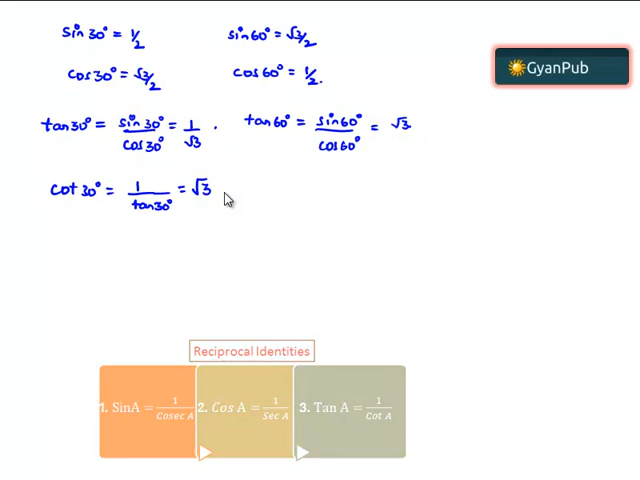 sin 30° = 1/2 sin 60° = √3/2
cos 30° = √3/2 cos 60° = 1/2.
tan 30° = sin 30°/cos 30° = 1/√3 . tan 60° = sin 60°/cos 60° = √3
cot 30° = 1/tan 30° = √3
GyanPub
Reciprocal Identities
1. SinA = 1/Cosec A 2. Cos A = 1/Sec A 3. Tan A = 1/Cot A